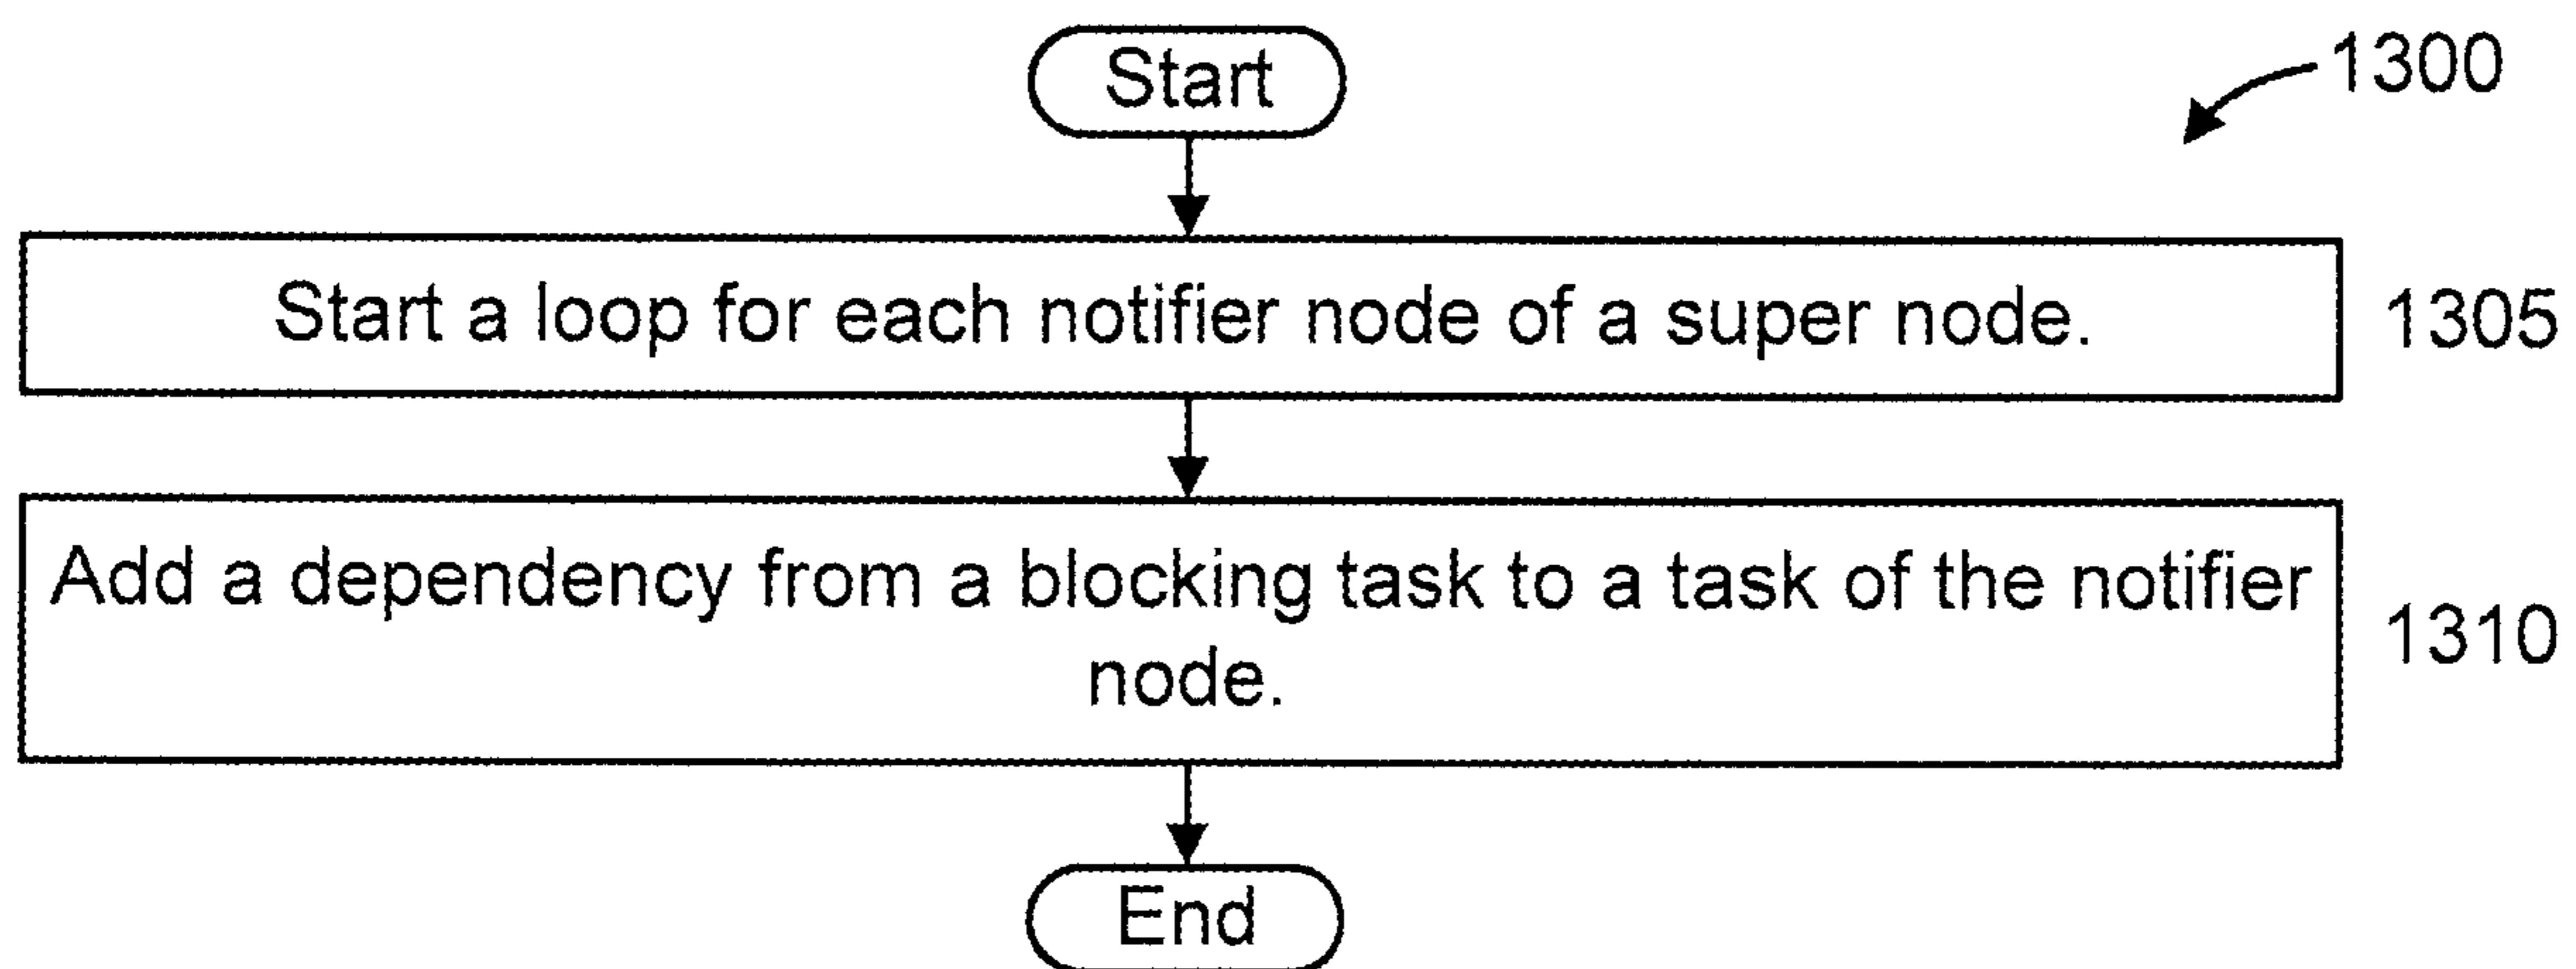 Start
1300
Start a loop for each notifier node of a super node.
1305
Add a dependency from a blocking task to a task of the notifier
node.
1310
End